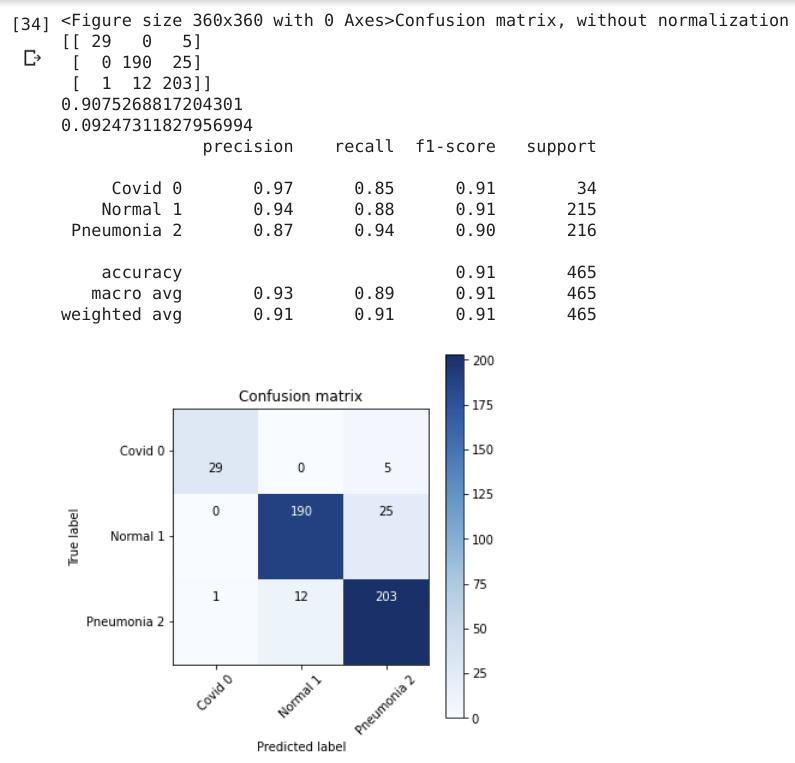 [34] <Figure size 360x360 with 0 Axes>Confusion matrix, without normalization
[[ 29   0   5]
 [  0 190  25]
 [  1  12 203]]
0.9075268817204301
0.09247311827956994
              precision    recall  f1-score   support
     Covid 0       0.97      0.85      0.91        34
    Normal 1       0.94      0.88      0.91       215
 Pneumonia 2       0.87      0.94      0.90       216
    accuracy                           0.91       465
   macro avg       0.93      0.89      0.91       465
weighted avg       0.91      0.91      0.91       465
Confusion matrix
True label
Covid 0
29 0 5
Normal 1
0 190 25
Pneumonia 2
1 12 203
Covid 0 Normal 1 Pneumonia 2
Predicted label
200
175
150
125
100
75
50
25
0